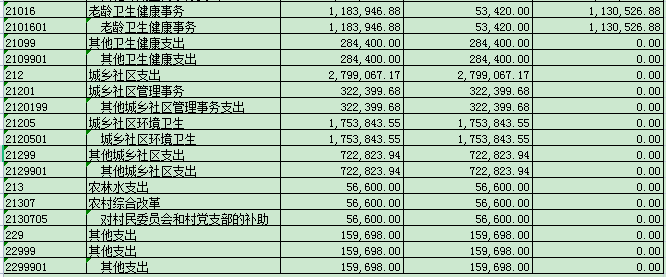 21016 老龄卫生健康事务 1,183,946.88 53,420.00 1,130,526.88
2101601 老龄卫生健康事务 1,183,946.88 53,420.00 1,130,526.88
21099 其他卫生健康支出 284,400.00 284,400.00 0.00
2109901 其他卫生健康支出 284,400.00 284,400.00 0.00
212 城乡社区支出 2,799,067.17 2,799,067.17 0.00
21201 城乡社区管理事务 322,399.68 322,399.68 0.00
2120199 其他城乡社区管理事务支出 322,399.68 322,399.68 0.00
21205 城乡社区环境卫生 1,753,843.55 1,753,843.55 0.00
2120501 城乡社区环境卫生 1,753,843.55 1,753,843.55 0.00
21299 其他城乡社区支出 722,823.94 722,823.94 0.00
2129901 其他城乡社区支出 722,823.94 722,823.94 0.00
213 农林水支出 56,600.00 56,600.00 0.00
21307 农村综合改革 56,600.00 56,600.00 0.00
2130705 对村民委员会和村党支部的补助 56,600.00 56,600.00 0.00
229 其他支出 159,698.00 159,698.00 0.00
22999 其他支出 159,698.00 159,698.00 0.00
2299901 其他支出 159,698.00 159,698.00 0.00